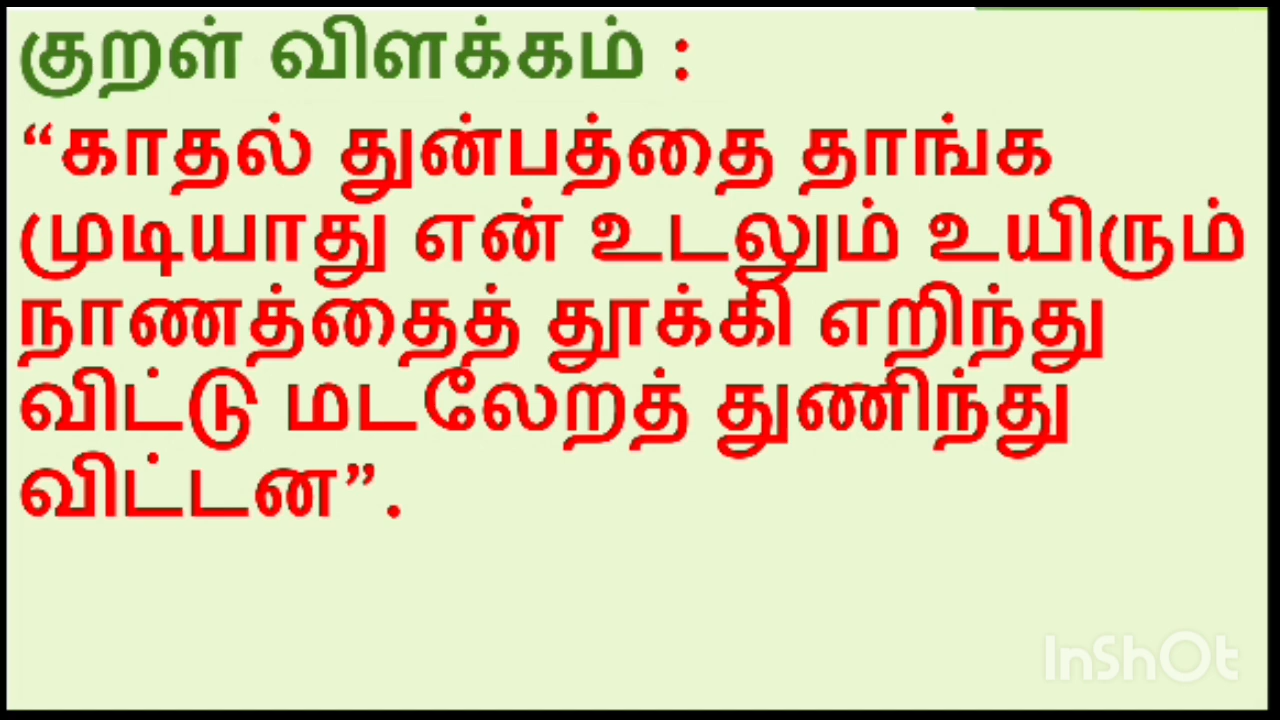 குறள் விளக்கம் :
“காதல் துன்பத்தை தாங்க
முடியாது என் உடலும் உயிரும்
நாணத்தைத் தூக்கி எறிந்து
விட்டு மடலேறத் துணிந்து
விட்டன”.
InShOt